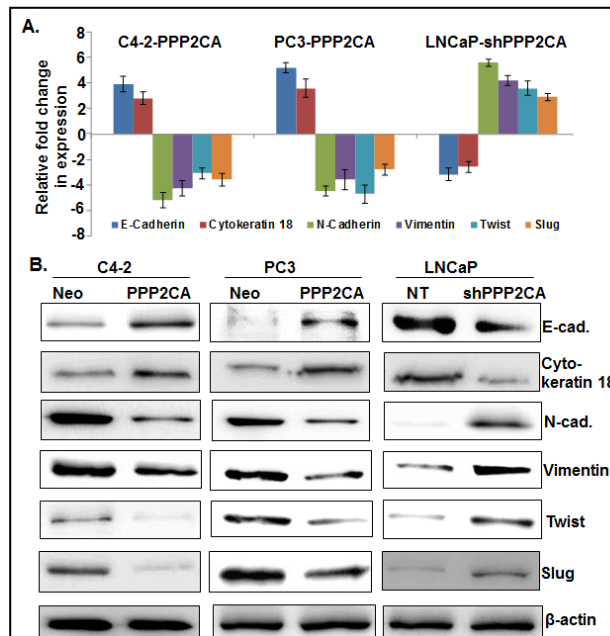 A.
C4-2-PPP2CA PC3-PPP2CA LNCaP-shPPP2CA
Relative fold change
in expression
6
4
2
0
-2
-4
-6
-8
E-Cadherin Cytokeratin 18 N-Cadherin Vimentin Twist Slug
B.
C4-2 PC3 LNCaP
Neo PPP2CA Neo PPP2CA NT shPPP2CA
E-cad.
Cyto-
keratin 18
N-cad.
Vimentin
Twist
Slug
β-actin